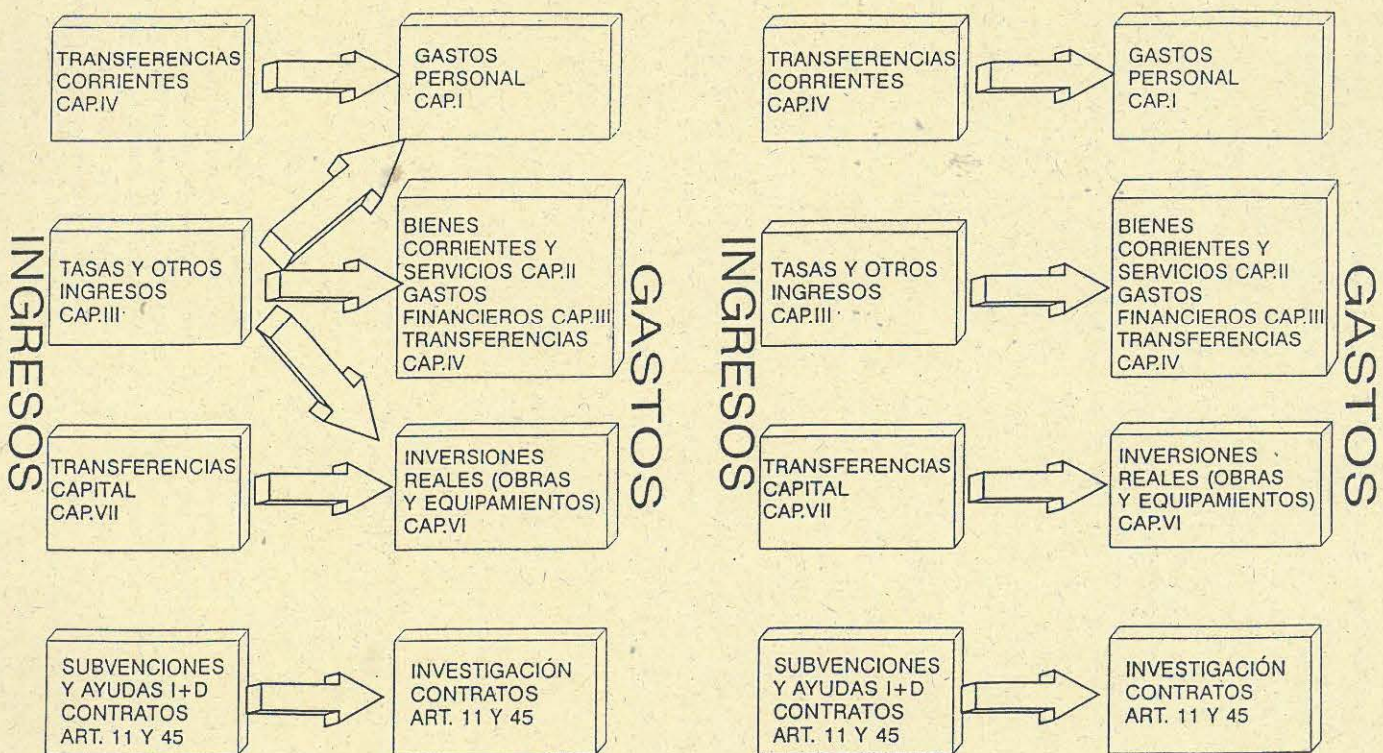 INGRESOS
TRANSFERENCIAS
CORRIENTES
CAP.IV
GASTOS
PERSONAL
CAP.I
TASAS Y OTROS
INGRESOS
CAP.III
BIENES
CORRIENTES Y
SERVICIOS CAP.II
GASTOS
FINANCIEROS CAP.III
TRANSFERENCIAS
CAP.IV
TRANSFERENCIAS
CAPITAL
CAP.VII
INVERSIONES
REALES (OBRAS
Y EQUIPAMIENTOS)
CAP.VI
SUBVENCIONES
Y AYUDAS I+D
CONTRATOS
ART. 11 Y 45
INVESTIGACIÓN
CONTRATOS
ART. 11 Y 45
GASTOS
INGRESOS
TRANSFERENCIAS
CORRIENTES
CAP.IV
GASTOS
PERSONAL
CAP.I
TASAS Y OTROS
INGRESOS
CAP.III
BIENES
CORRIENTES Y
SERVICIOS CAP.II
GASTOS
FINANCIEROS CAP.III
TRANSFERENCIAS
CAP.IV
TRANSFERENCIAS
CAPITAL
CAP.VII
INVERSIONES
REALES (OBRAS
Y EQUIPAMIENTOS)
CAP.VI
SUBVENCIONES
Y AYUDAS I+D
CONTRATOS
ART. 11 Y 45
INVESTIGACIÓN
CONTRATOS
ART. 11 Y 45
GASTOS